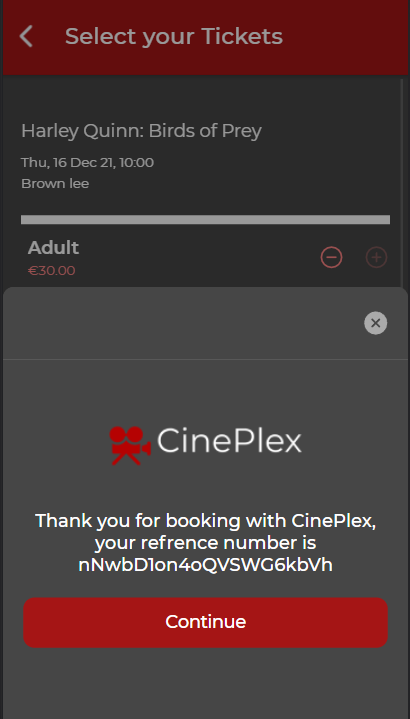 Select your Tickets
Harley Quinn: Birds of Prey
Thu, 16 Dec 21, 10:00
Brown lee
Adult
€30.00
CinePlex
Thank you for booking with CinePlex,
your refrence number is
nNwbD1on4oQVSWG6kbVh
Continue